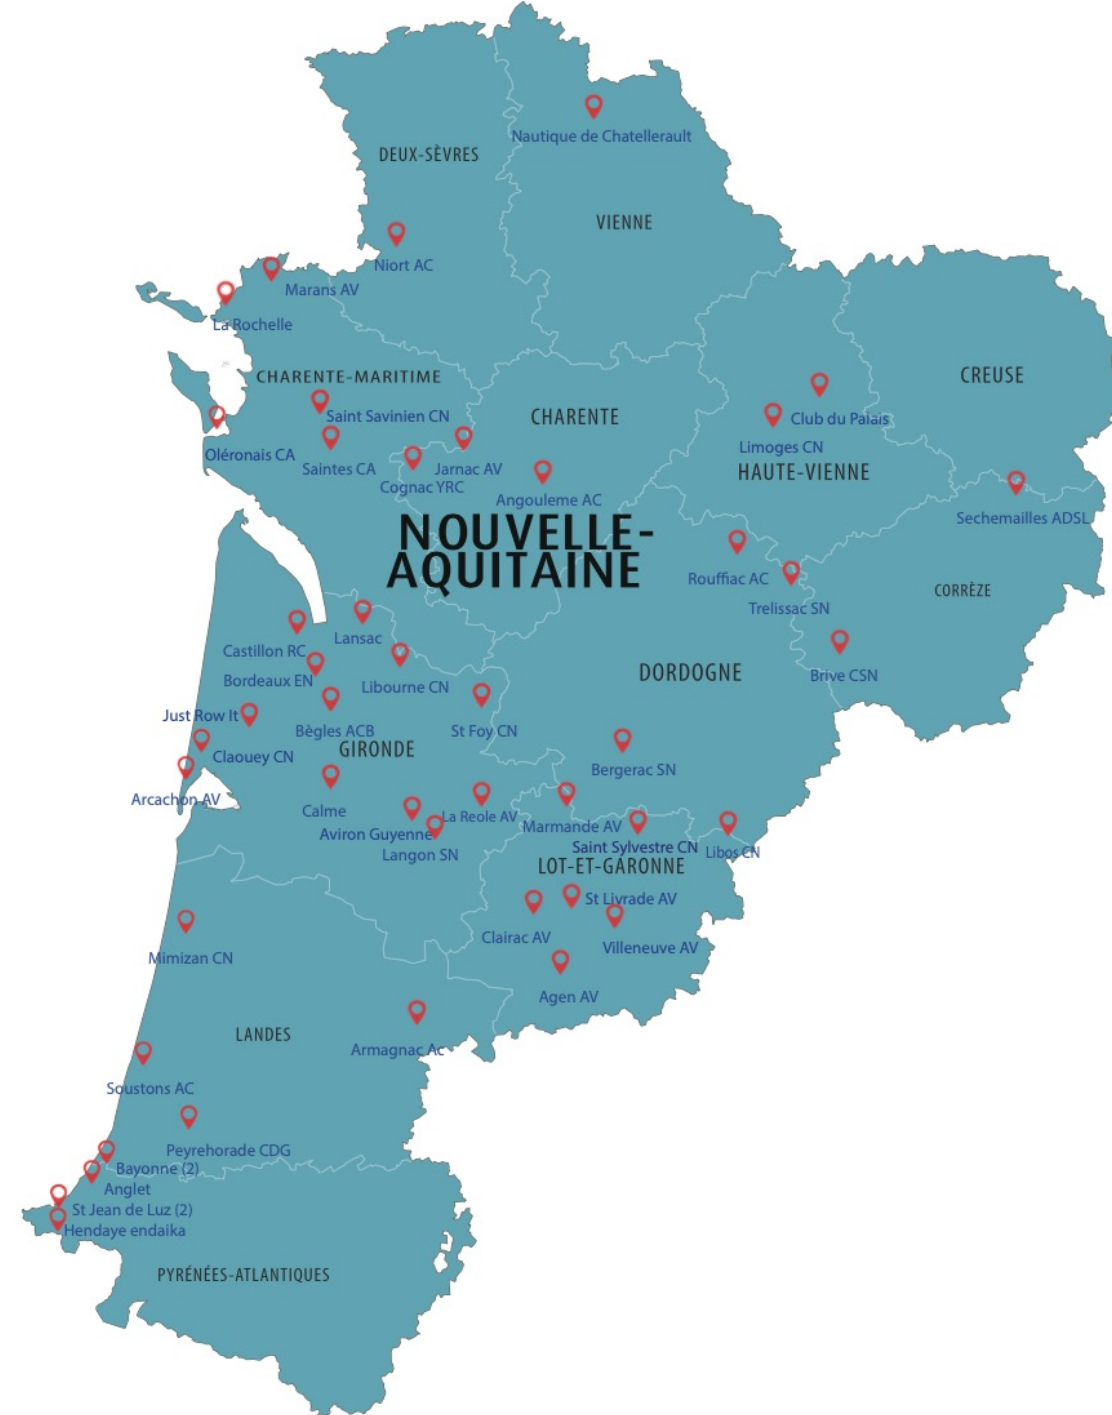 Nautique de Chatellerault
DEUX-SÈVRES
VIENNE
Niort AC
Marans AV
La Rochelle
CHARENTE-MARITIME
CREUSE
Saint Savinien CN
CHARENTE
Club du Palais
Limoges CN
Oléronais CA
Saintes CA
Jarnac AV
HAUTE-VIENNE
Cognac YRC
Angouleme AC
Sechemailles ADSL
NOUVELLE-
AQUITAINE
Rouffiac AC
Trelissac SN
CORRÈZE
Lansac
Castillon RC
DORDOGNE
Brive CSN
Bordeaux EN
Libourne CN
Just Row It
Bègles ACB
St Foy CN
GIRONDE
Claouey CN
Bergerac SN
Arcachon AV
Calme
La Reole AV
Marmande AV
Aviron Guyenne
Saint Sylvestre CN
Libos CN
Langon SN
LOT-ET-GARONNE
St Livrade AV
Clairac AV
Villeneuve AV
Mimizan CN
Agen AV
LANDES
Armagnac Ac
Soustons AC
Peyrehorade CDG
Bayonne (2)
Anglet
St Jean de Luz (2)
Hendaye endaika
PYRÉNÉES-ATLANTIQUES